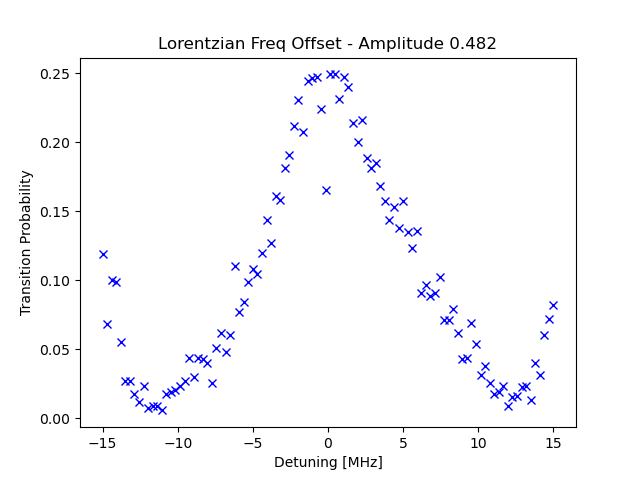 Lorentzian Freq Offset - Amplitude 0.482
0.25
0.20
0.15
0.10
0.05
0.00
Transition Probability
−15 −10 −5 0 5 10 15
Detuning [MHz]